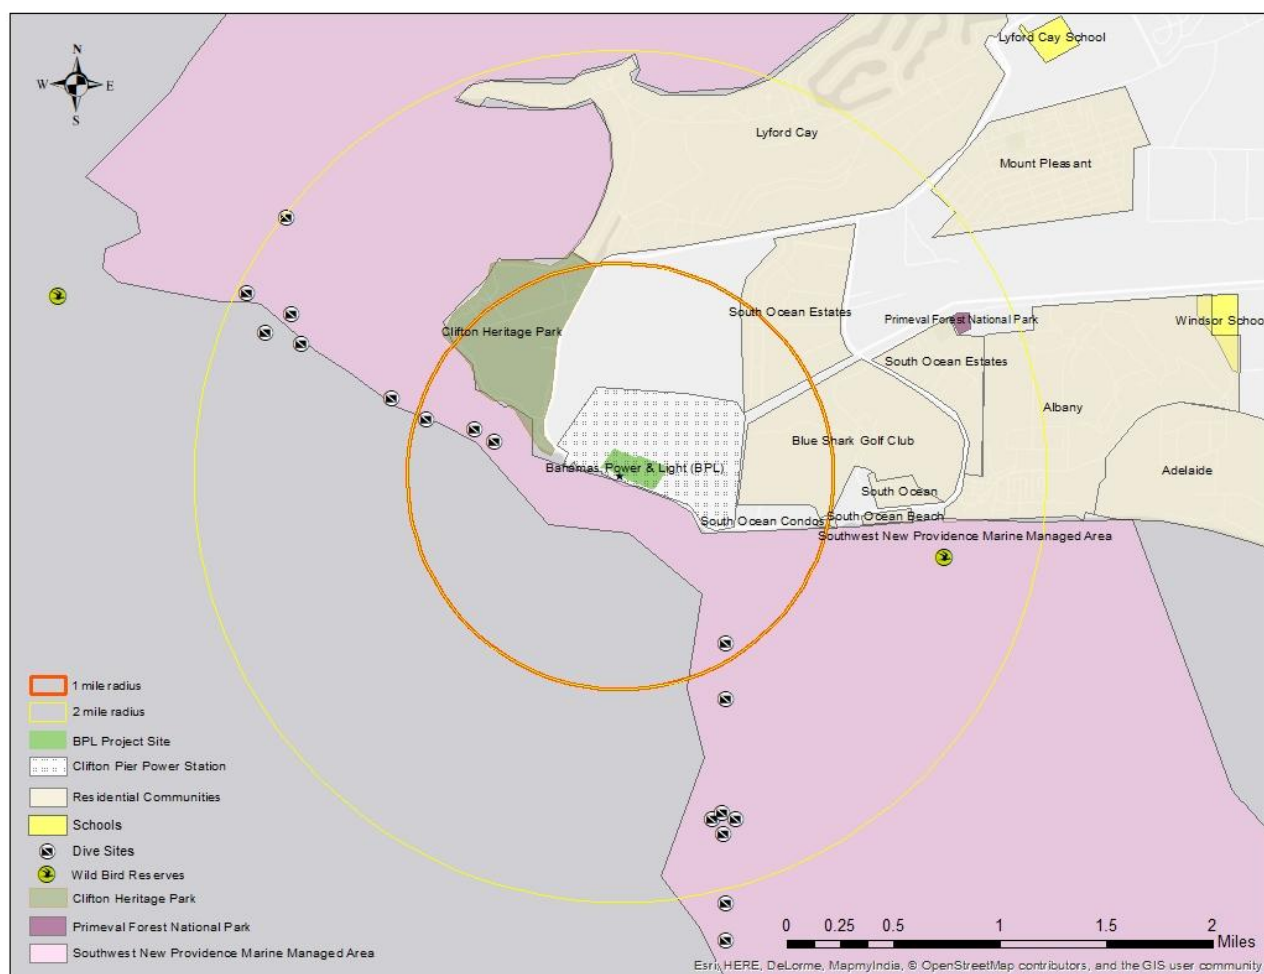 N
W E
S
Lyford Cay School
Lyford Cay
Mount Pleasant
South Ocean Estates
Primeval Forest National Park
Windsor School
Clifton Heritage Park
South Ocean Estates
Albany
Blue Shark Golf Club
Bahamas Power & Light (BPL)
Adelaide
South Ocean
South Ocean Condos
South Ocean Beach
Southwest New Providence Marine Managed Area
1 mile radius
2 mile radius
BPL Project Site
Clifton Pier Power Station
Residential Communities
Schools
Dive Sites
Wild Bird Reserves
Clifton Heritage Park
Primeval Forest National Park
Southwest New Providence Marine Managed Area
0 0.25 0.5 1 1.5 2
Miles
Esri, HERE, DeLorme, MapmyIndia, © OpenStreetMap contributors, and the GIS user community